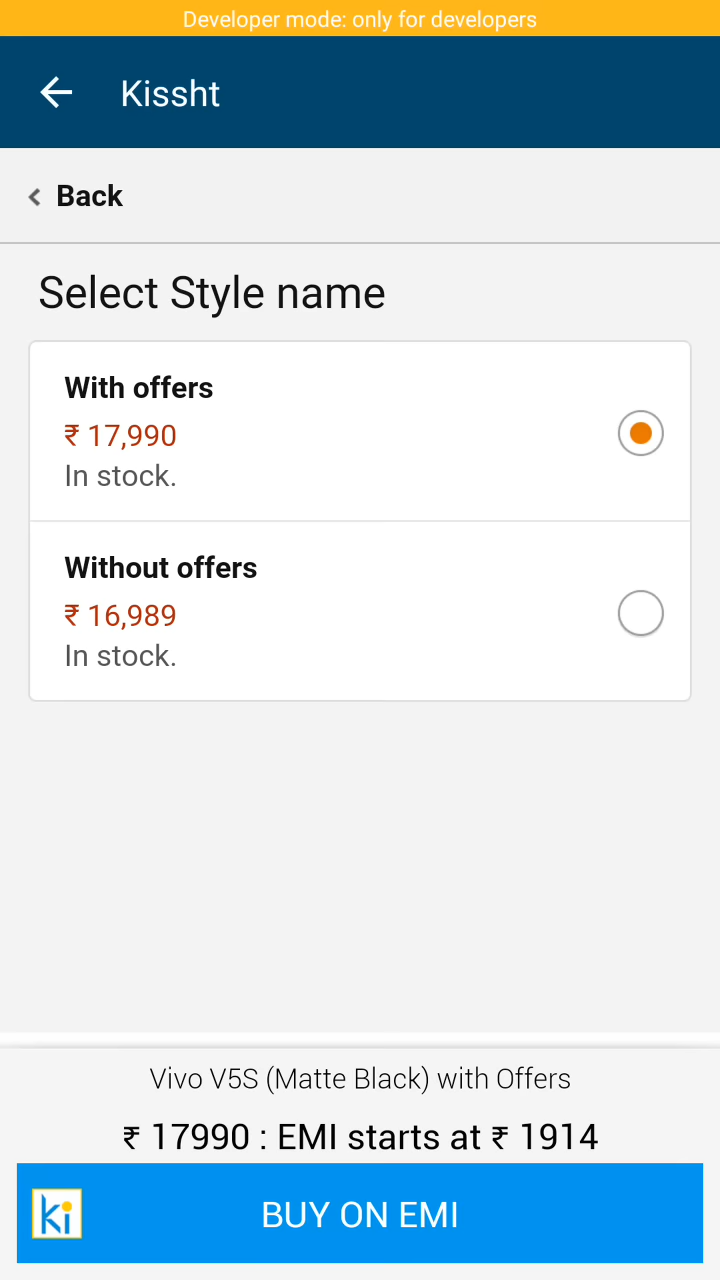 Developer mode: only for developers
Kissht
Back
Select Style name
With offers
₹ 17,990
In stock.
Without offers
₹ 16,989
In stock.
Vivo V5S (Matte Black) with Offers
₹ 17990 : EMI starts at ₹ 1914
ki BUY ON EMI